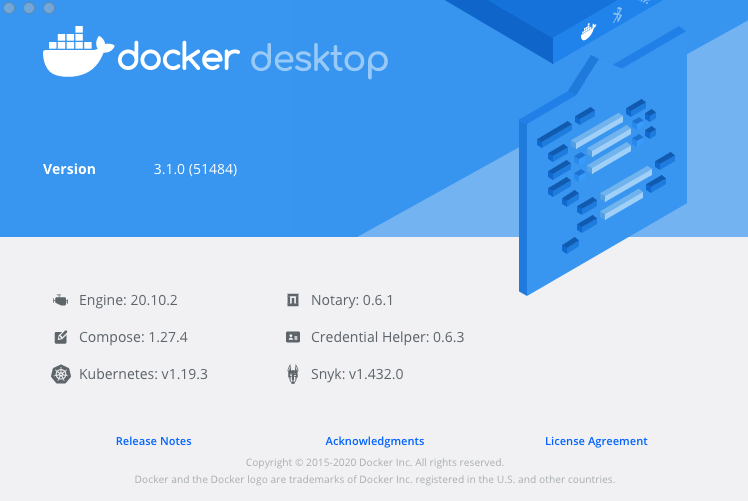 docker desktop
Version 3.1.0 (51484)
Engine: 20.10.2
Notary: 0.6.1
Compose: 1.27.4
Credential Helper: 0.6.3
Kubernetes: v1.19.3
Snyk: v1.432.0
Release Notes
Acknowledgments
License Agreement
Copyright © 2015-2020 Docker Inc. All rights reserved.
Docker and the Docker logo are trademarks of Docker Inc. registered in the U.S. and other countries.